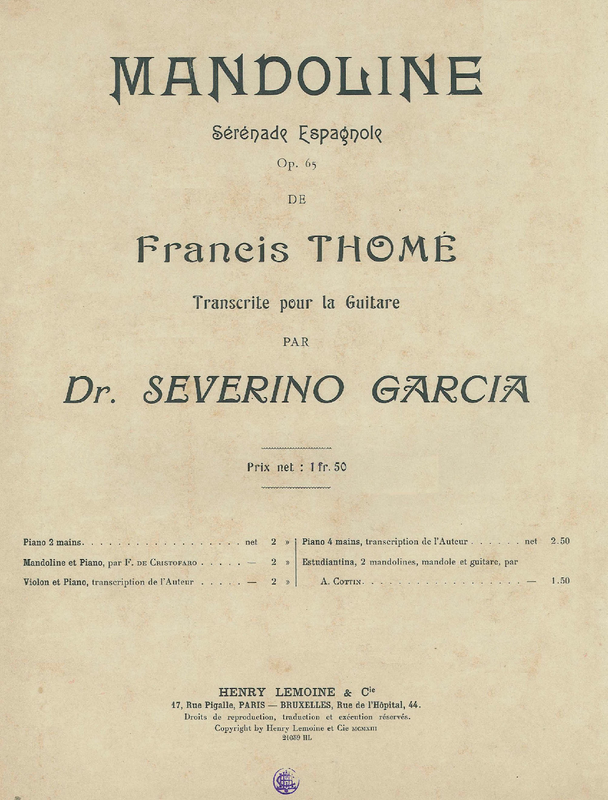 MANDOLINE
Sérénade Espagnole
Op. 65
DE
Francis THOMÉ
Transcrite pour la Guitare
PAR
Dr. SEVERINO GARCIA
Prix net : 1 fr. 50
Piano 2 mains. . . . . . . . . . . . . . . . . . net 2 »
Mandoline et Piano, par F. DE CRISTOFARO . . . . . — 2 »
Violon et Piano, transcription de l'Auteur . . . . . — 2 »
Piano 4 mains, transcription de l'Auteur . . . . . . net 2.50
Estudiantina, 2 mandolines, mandole et guitare, par
A. COTTIN. . . . . . . . . . . . . . . . . . — 1.50
HENRY LEMOINE & Cie
17, Rue Pigalle, PARIS — BRUXELLES, Rue de l'Hôpital, 44.
Droits de reproduction, traduction et exécution réservés.
Copyright by Henry Lemoine et Cie MCMXIII
21039 HL.